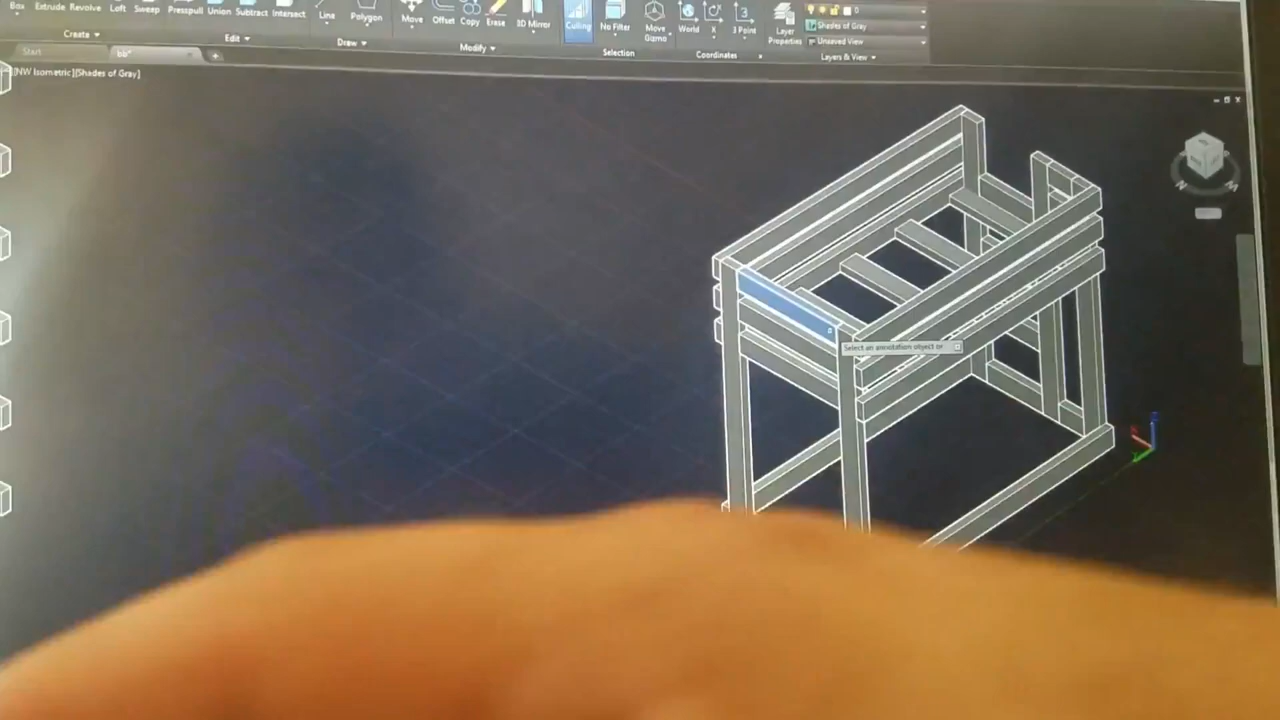 Box Extrude Revolve Loft Sweep Presspull Union Subtract Intersect Line Polygon Move Offset Copy Erase 3D Mirror Culling No Filter Move Gizmo World X 3 Point Layer Properties 0
Shades of Gray
Unsaved View
Create Edit Draw Modify Selection Coordinates Layers & View
Start
[NW Isometric][Shades of Gray]
Select an annotation object or